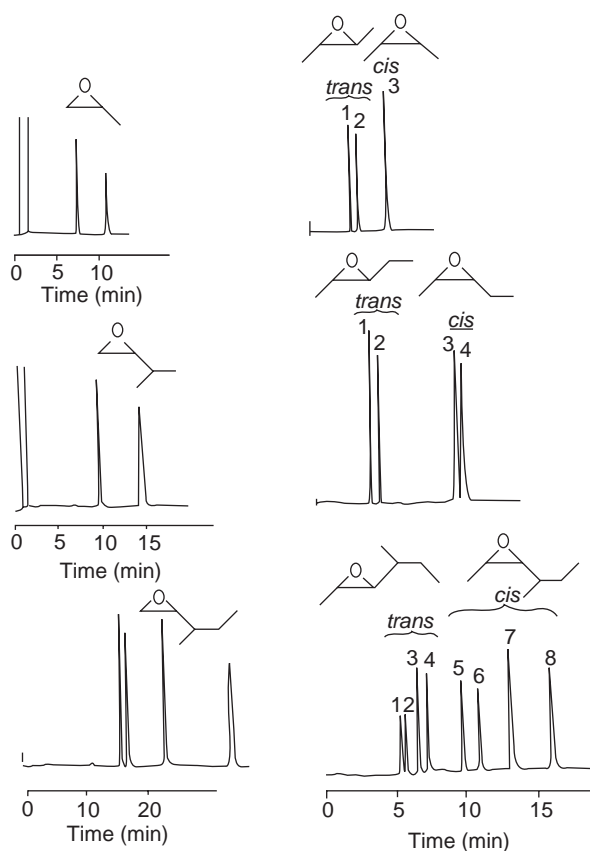 O
0 5 10
Time (min)
O O
cis
trans 3
1 2
O
0 5 10 15
Time (min)
O O
trans cis
1 2 3 4
O
0 10 20
Time (min)
O O
cis
trans
7
3 4 5 6 8
12
0 5 10 15
Time (min)